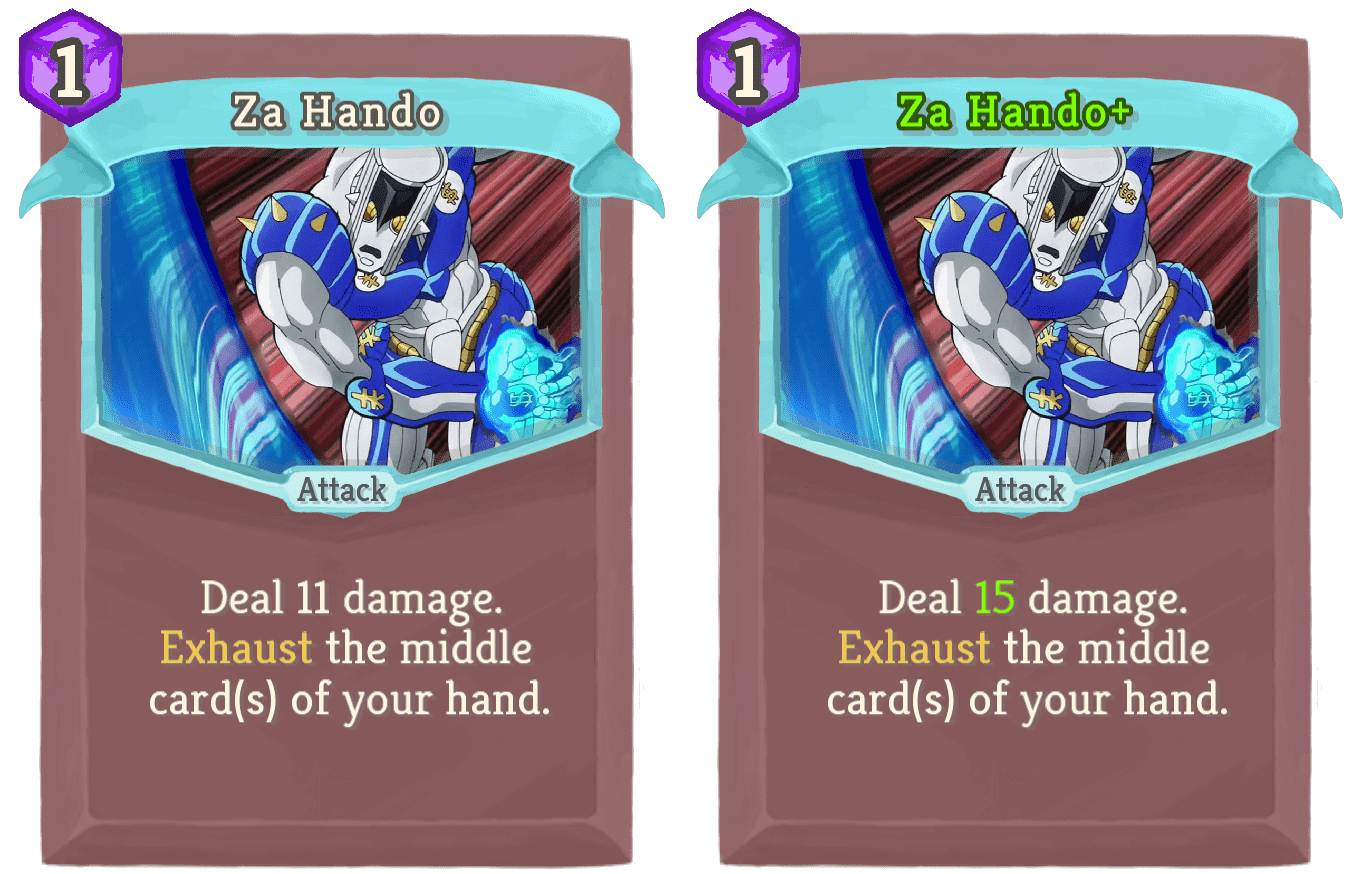 1
Za Hando
Attack
Deal 11 damage.
Exhaust the middle
card(s) of your hand.
1
Za Hando+
Attack
Deal 15 damage.
Exhaust the middle
card(s) of your hand.